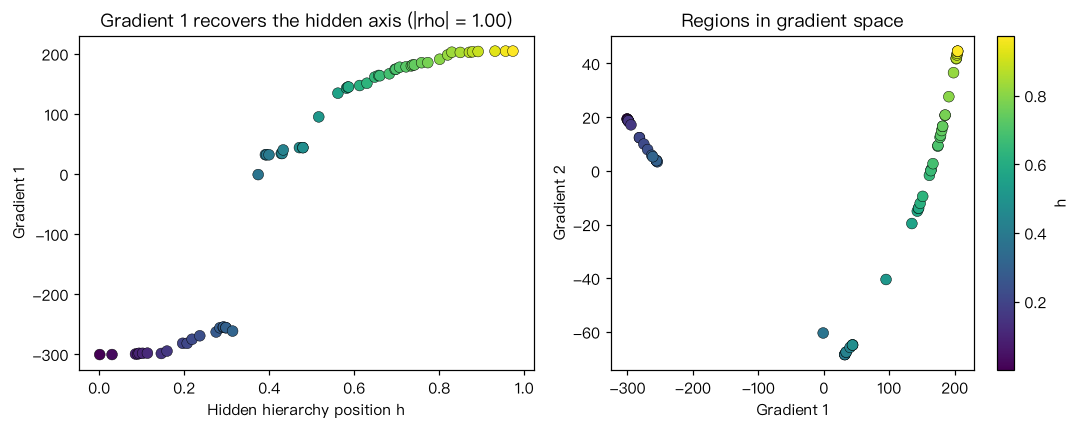 Gradient 1 recovers the hidden axis (|rho| = 1.00)
Gradient 1
200
100
0
−100
−200
−300
0.0 0.2 0.4 0.6 0.8 1.0
Hidden hierarchy position h
Regions in gradient space
Gradient 2
40
20
0
−20
−40
−60
−300 −200 −100 0 100 200
Gradient 1
0.8
0.6
0.4
0.2
h